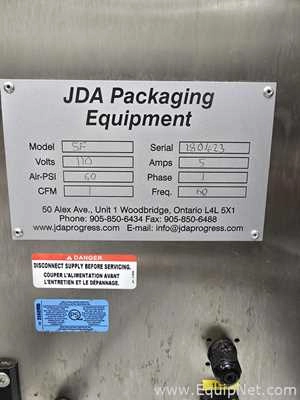 JDA Packaging
Equipment
Model SF Serial 180423
Volts 110 Amps 5
Air-PSI 60 Phase 1
CFM 1 Freq. 60
50 Alex Ave., Unit 1 Woodbridge, Ontario L4L 5X1
Phone: 905-850-6434 Fax: 905-850-6488
www.jdaprogress.com E-mail: info@jdaprogress.com
DANGER
DISCONNECT SUPPLY BEFORE SERVICING.
COUPER L'ALIMENTATION AVANT
L'ENTRETIEN ET LE DÉPANNAGE.